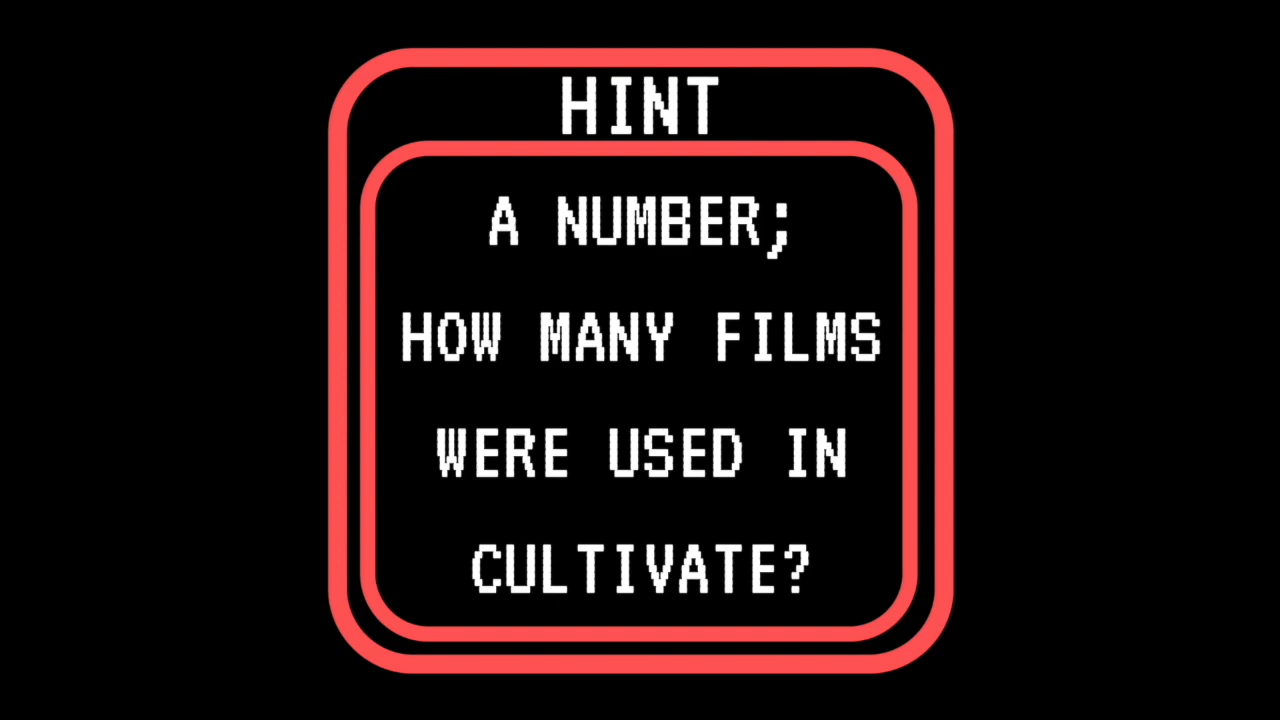 HINT
A NUMBER;
HOW MANY FILMS
WERE USED IN
CULTIVATE?